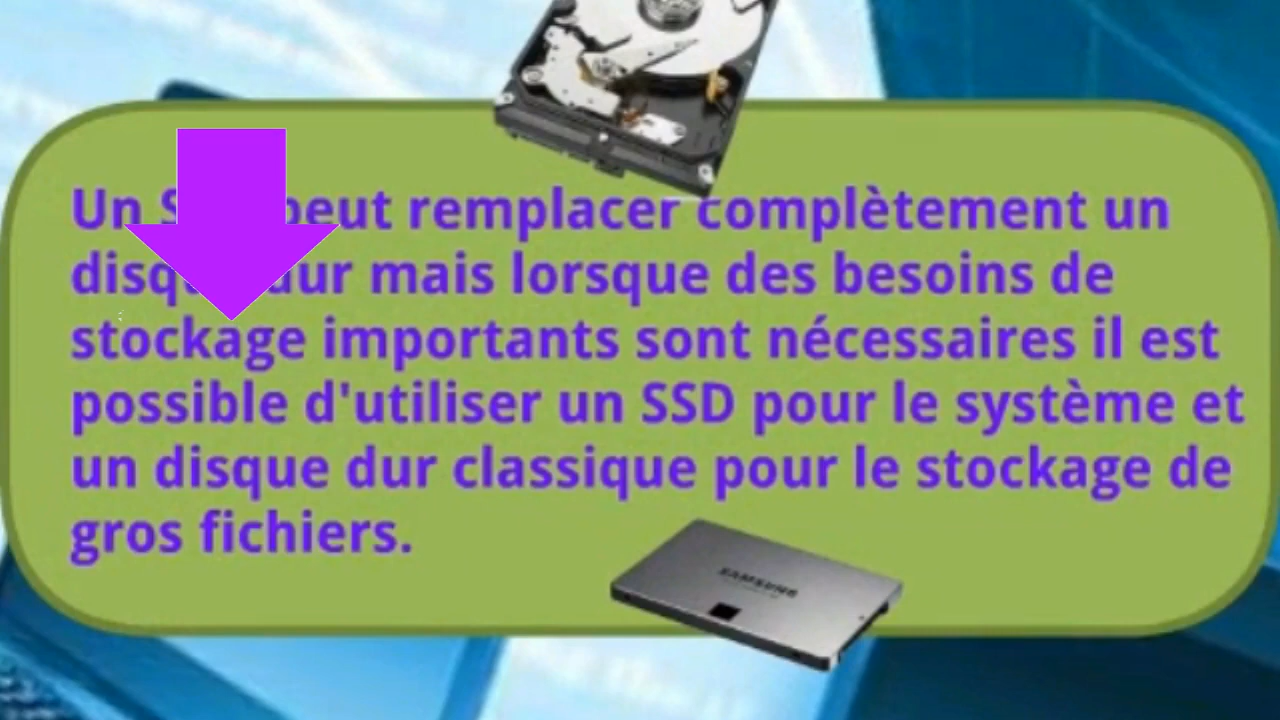 Un peut remplacer complètement un
dur mais lorsque des besoins de
stockage importants sont nécessaires il est
possible d'utiliser un SSD pour le système et
un disque dur classique pour le stockage de
gros fichiers.
SAMSUNG